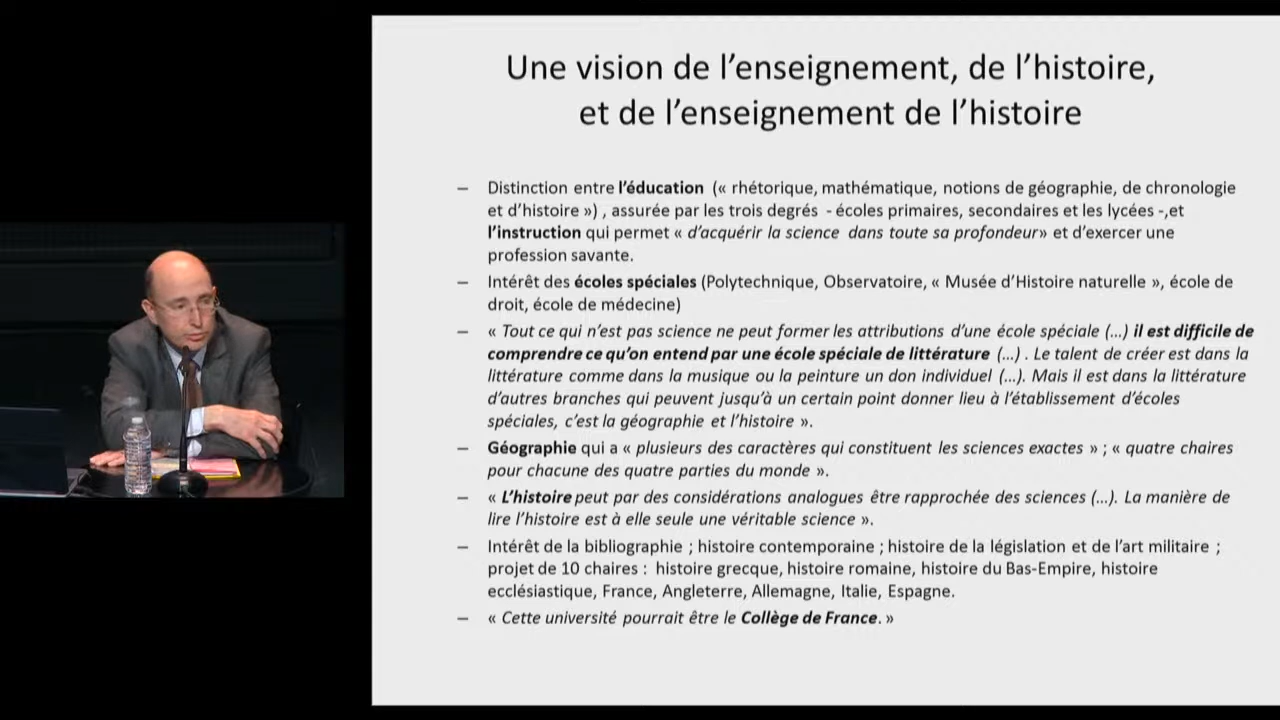 Une vision de l’enseignement, de l’histoire,
et de l’enseignement de l’histoire
– Distinction entre l’éducation (« rhétorique, mathématique, notions de géographie, de chronologie
et d’histoire ») , assurée par les trois degrés - écoles primaires, secondaires et les lycées -,et
l’instruction qui permet « d’acquérir la science dans toute sa profondeur» et d’exercer une
profession savante.
– Intérêt des écoles spéciales (Polytechnique, Observatoire, « Musée d’Histoire naturelle », école de
droit, école de médecine)
– « Tout ce qui n’est pas science ne peut former les attributions d’une école spéciale (…) il est difficile de
comprendre ce qu’on entend par une école spéciale de littérature (…) . Le talent de créer est dans la
littérature comme dans la musique ou la peinture un don individuel (…). Mais il est dans la littérature
d’autres branches qui peuvent jusqu’à un certain point donner lieu à l’établissement d’écoles
spéciales, c’est la géographie et l’histoire ».
– Géographie qui a « plusieurs des caractères qui constituent les sciences exactes » ; « quatre chaires
pour chacune des quatre parties du monde ».
– « L’histoire peut par des considérations analogues être rapprochée des sciences (…). La manière de
lire l’histoire est à elle seule une véritable science ».
– Intérêt de la bibliographie ; histoire contemporaine ; histoire de la législation et de l’art militaire ;
projet de 10 chaires : histoire grecque, histoire romaine, histoire du Bas-Empire, histoire
ecclésiastique, France, Angleterre, Allemagne, Italie, Espagne.
– « Cette université pourrait être le Collège de France. »